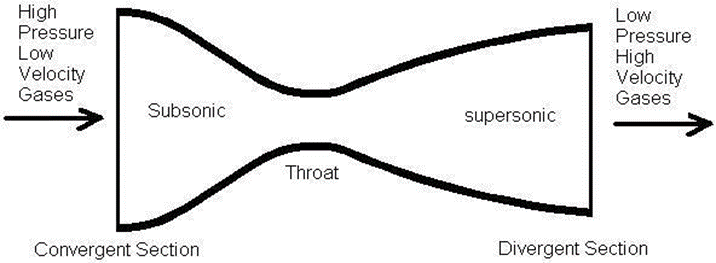 High
Pressure
Low
Velocity
Gases
Subsonic
Throat
supersonic
Low
Pressure
High
Velocity
Gases
Convergent Section
Divergent Section